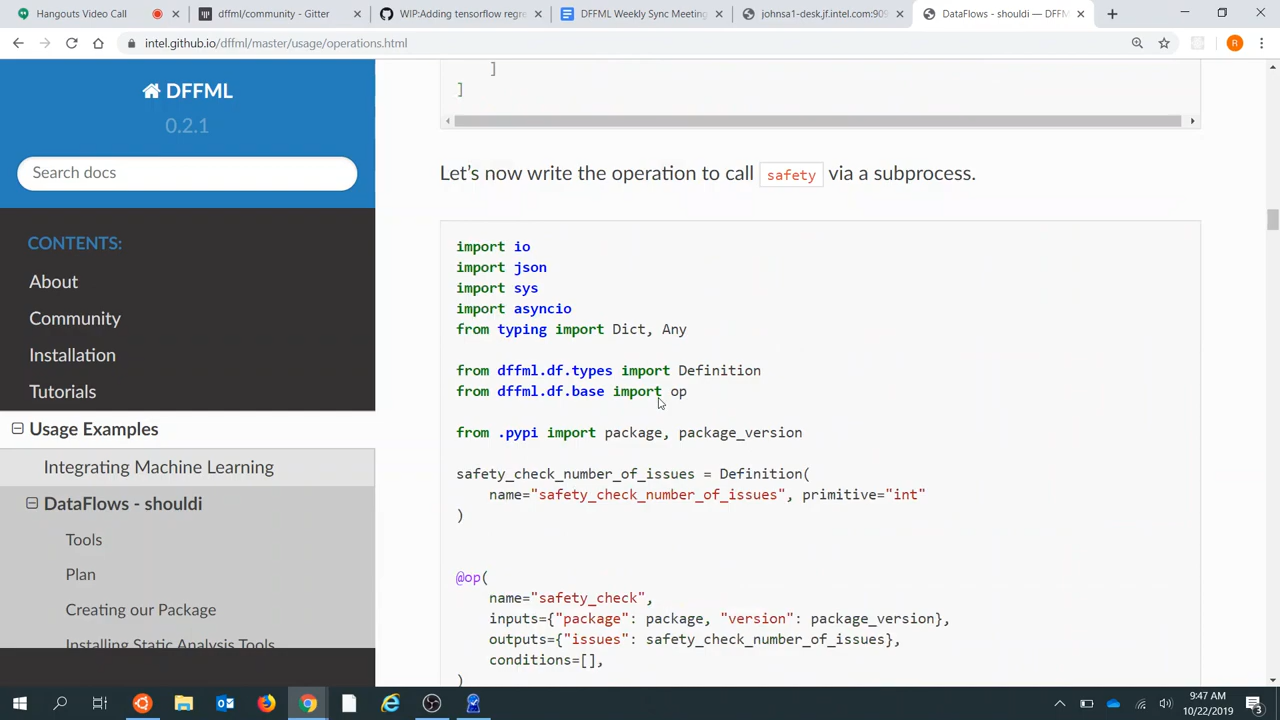 Hangouts Video Call
dffml/community - Gitter
WIP:Adding tensorflow regre
DFFML Weekly Sync Meeting
johnsa1-desk.jf.intel.com:909
DataFlows - shouldi — DFFM
intel.github.io/dffml/master/usage/operations.html
R
DFFML
0.2.1
Search docs
CONTENTS:
About
Community
Installation
Tutorials
Usage Examples
Integrating Machine Learning
DataFlows - shouldi
Tools
Plan
Creating our Package
Installing Static Analysis Tools
]
]
Let's now write the operation to call safety via a subprocess.
import io
import json
import sys
import asyncio
from typing import Dict, Any
from dffml.df.types import Definition
from dffml.df.base import op
from .pypi import package, package_version
safety_check_number_of_issues = Definition(
name="safety_check_number_of_issues", primitive="int"
)
@op(
name="safety_check",
inputs={"package": package, "version": package_version},
outputs={"issues": safety_check_number_of_issues},
conditions=[],
)
9:47 AM
10/22/2019
3